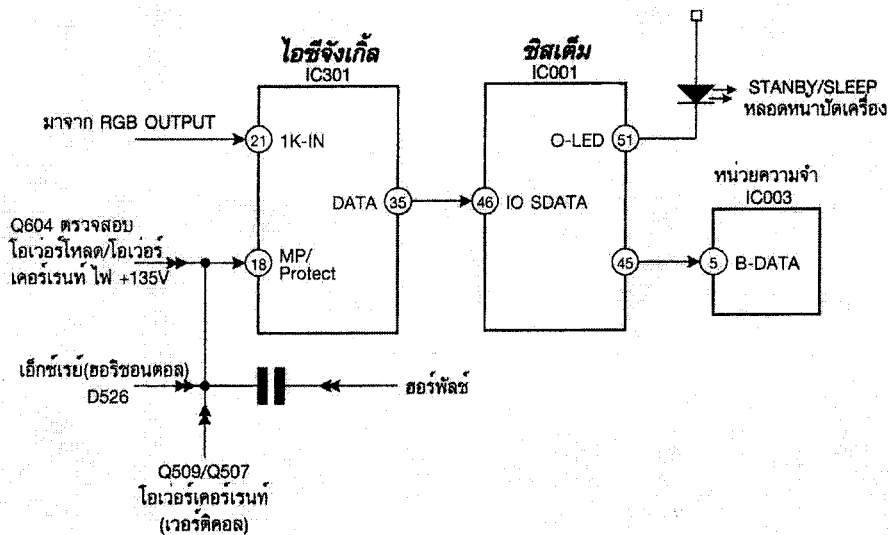 ไอซีจังเกิ้ล
IC301
ซิสเต็ม
IC001
STANBY/SLEEP
หลอดหน้าปัดเครื่อง
มาจาก RGB OUTPUT
21 1K-IN
O-LED 51
หน่วยความจำ
IC003
DATA 35
46 IO SDATA
Q604 ตรวจสอบ
โอเวอร์โหลด/โอเวอร์
เคอร์เรนท์ ไฟ +135V
18 MP/
Protect
45
5 B-DATA
เอ็กซ์เรย์(ฮอริซอนตอล)
D526
ฮอร์พัลซ์
Q509/Q507
โอเวอร์เคอร์เรนท์
(เวอร์ติคอล)